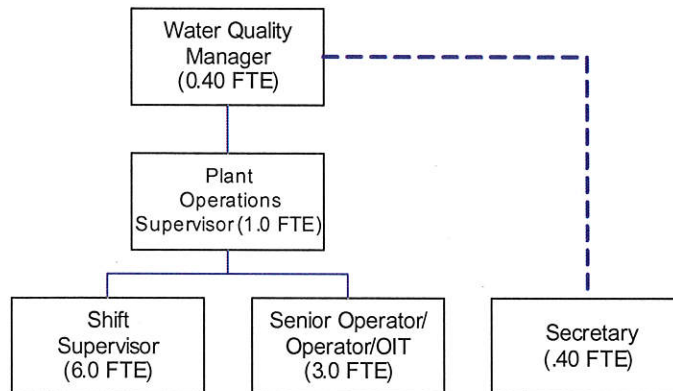 Water Quality
Manager
(0.40 FTE)
Plant
Operations
Supervisor (1.0 FTE)
Shift
Supervisor
(6.0 FTE)
Senior Operator/
Operator/OIT
(3.0 FTE)
Secretary
(.40 FTE)